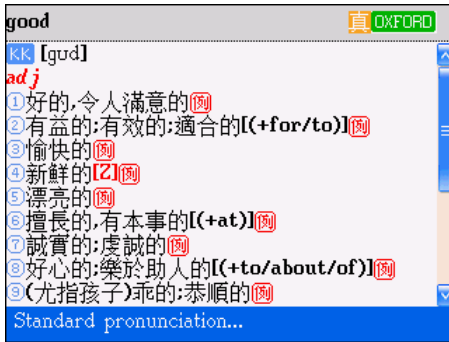 good 真 OXFORD
KK [gud]
adj
①好的,令人滿意的例
②有益的;有效的;適合的[(+for/to)]例
③愉快的例
④新鮮的[Z]例
⑤漂亮的例
⑥擅長的,有本事的[(+at)]例
⑦誠實的;虔誠的例
⑧好心的;樂於助人的[(+to/about/of)]例
⑨(尤指孩子)乖的;恭順的例
Standard pronunciation...